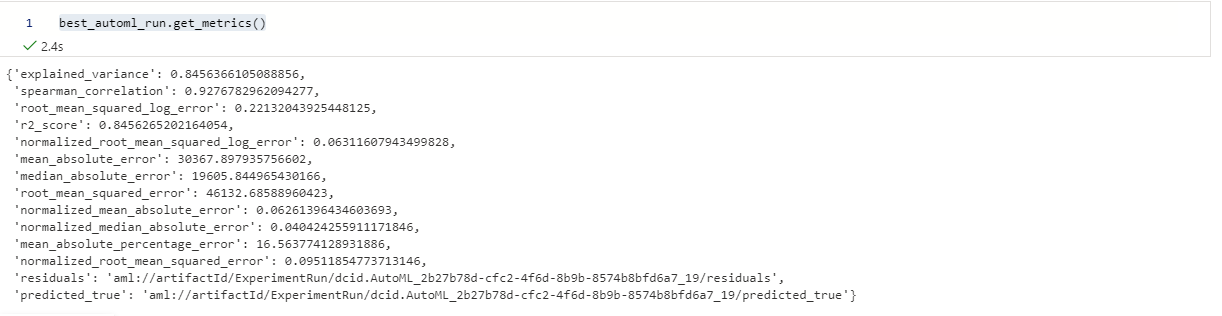 1 best_automl_run.get_metrics()
2.4s
{'explained_variance': 0.8456366105088856,
'spearman_correlation': 0.9276782962094277,
'root_mean_squared_log_error': 0.22132043925448125,
'r2_score': 0.8456265202164054,
'normalized_root_mean_squared_log_error': 0.06311607943499828,
'mean_absolute_error': 30367.897935756602,
'median_absolute_error': 19605.844965430166,
'root_mean_squared_error': 46132.68588960423,
'normalized_mean_absolute_error': 0.06261396434603693,
'normalized_median_absolute_error': 0.040424255911171846,
'mean_absolute_percentage_error': 16.563774128931886,
'normalized_root_mean_squared_error': 0.09511854773713146,
'residuals': 'aml://artifactId/ExperimentRun/dcid.AutoML_2b27b78d-cfc2-4f6d-8b9b-8574b8bfd6a7_19/residuals',
'predicted_true': 'aml://artifactId/ExperimentRun/dcid.AutoML_2b27b78d-cfc2-4f6d-8b9b-8574b8bfd6a7_19/predicted_true'}